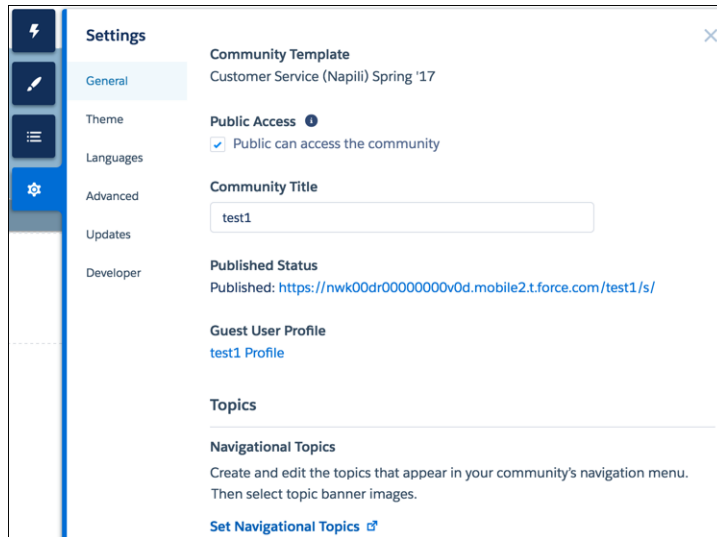 Settings
General
Theme
Languages
Advanced
Updates
Developer
Community Template
Customer Service (Napili) Spring '17
Public Access
Public can access the community
Community Title
test1
Published Status
Published: https://nwk00dr00000000v0d.mobile2.t.force.com/test1/s/
Guest User Profile
test1 Profile
Topics
Navigational Topics
Create and edit the topics that appear in your community's navigation menu.
Then select topic banner images.
Set Navigational Topics